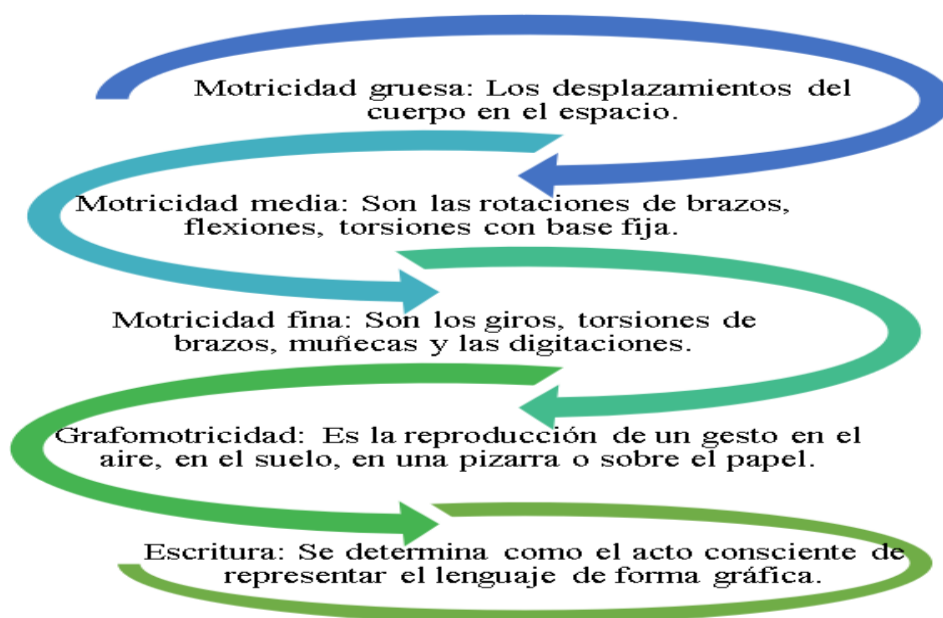 Motricidad gruesa: Los desplazamientos del
cuerpo en el espacio.
Motricidad media: Son las rotaciones de brazos,
flexiones, torsiones con base fija.
Motricidad fina: Son los giros, torsiones de
brazos, muñecas y las digitaciones.
Grafomotricidad: Es la reproducción de un gesto en el
aire, en el suelo, en una pizarra o sobre el papel.
Escritura: Se determina como el acto consciente de
representar el lenguaje de forma gráfica.